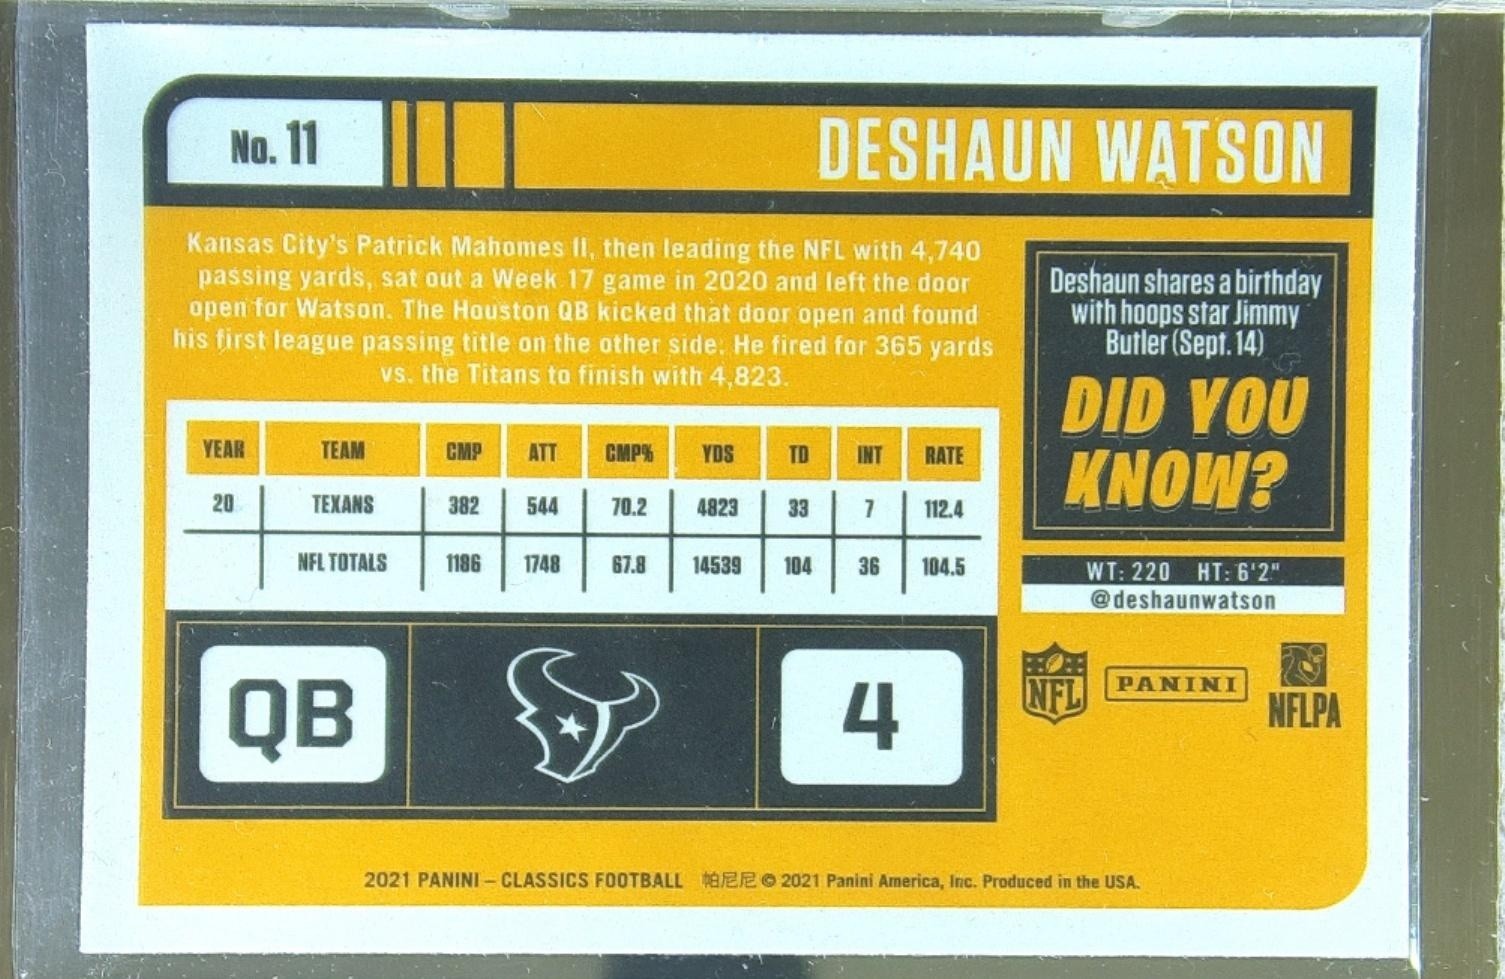 No. 11
DESHAUN WATSON
Kansas City's Patrick Mahomes II, then leading the NFL with 4,740
passing yards, sat out a Week 17 game in 2020 and left the door
open for Watson. The Houston QB kicked that door open and found
his first league passing title on the other side. He fired for 365 yards
vs. the Titans to finish with 4,823.
Deshaun shares a birthday
with hoops star Jimmy
Butler (Sept. 14)
DID YOU
KNOW?
YEAR TEAM CMP ATT CMP% YDS TD INT RATE
20 TEXANS 382 544 70.2 4823 33 7 112.4
NFL TOTALS 1186 1748 67.8 14539 104 36 104.5
WT: 220 HT: 6'2"
@deshaunwatson
QB
4
NFL
PANINI
NFLPA
2021 PANINI – CLASSICS FOOTBALL 帕尼尼 © 2021 Panini America, Inc. Produced in the USA.